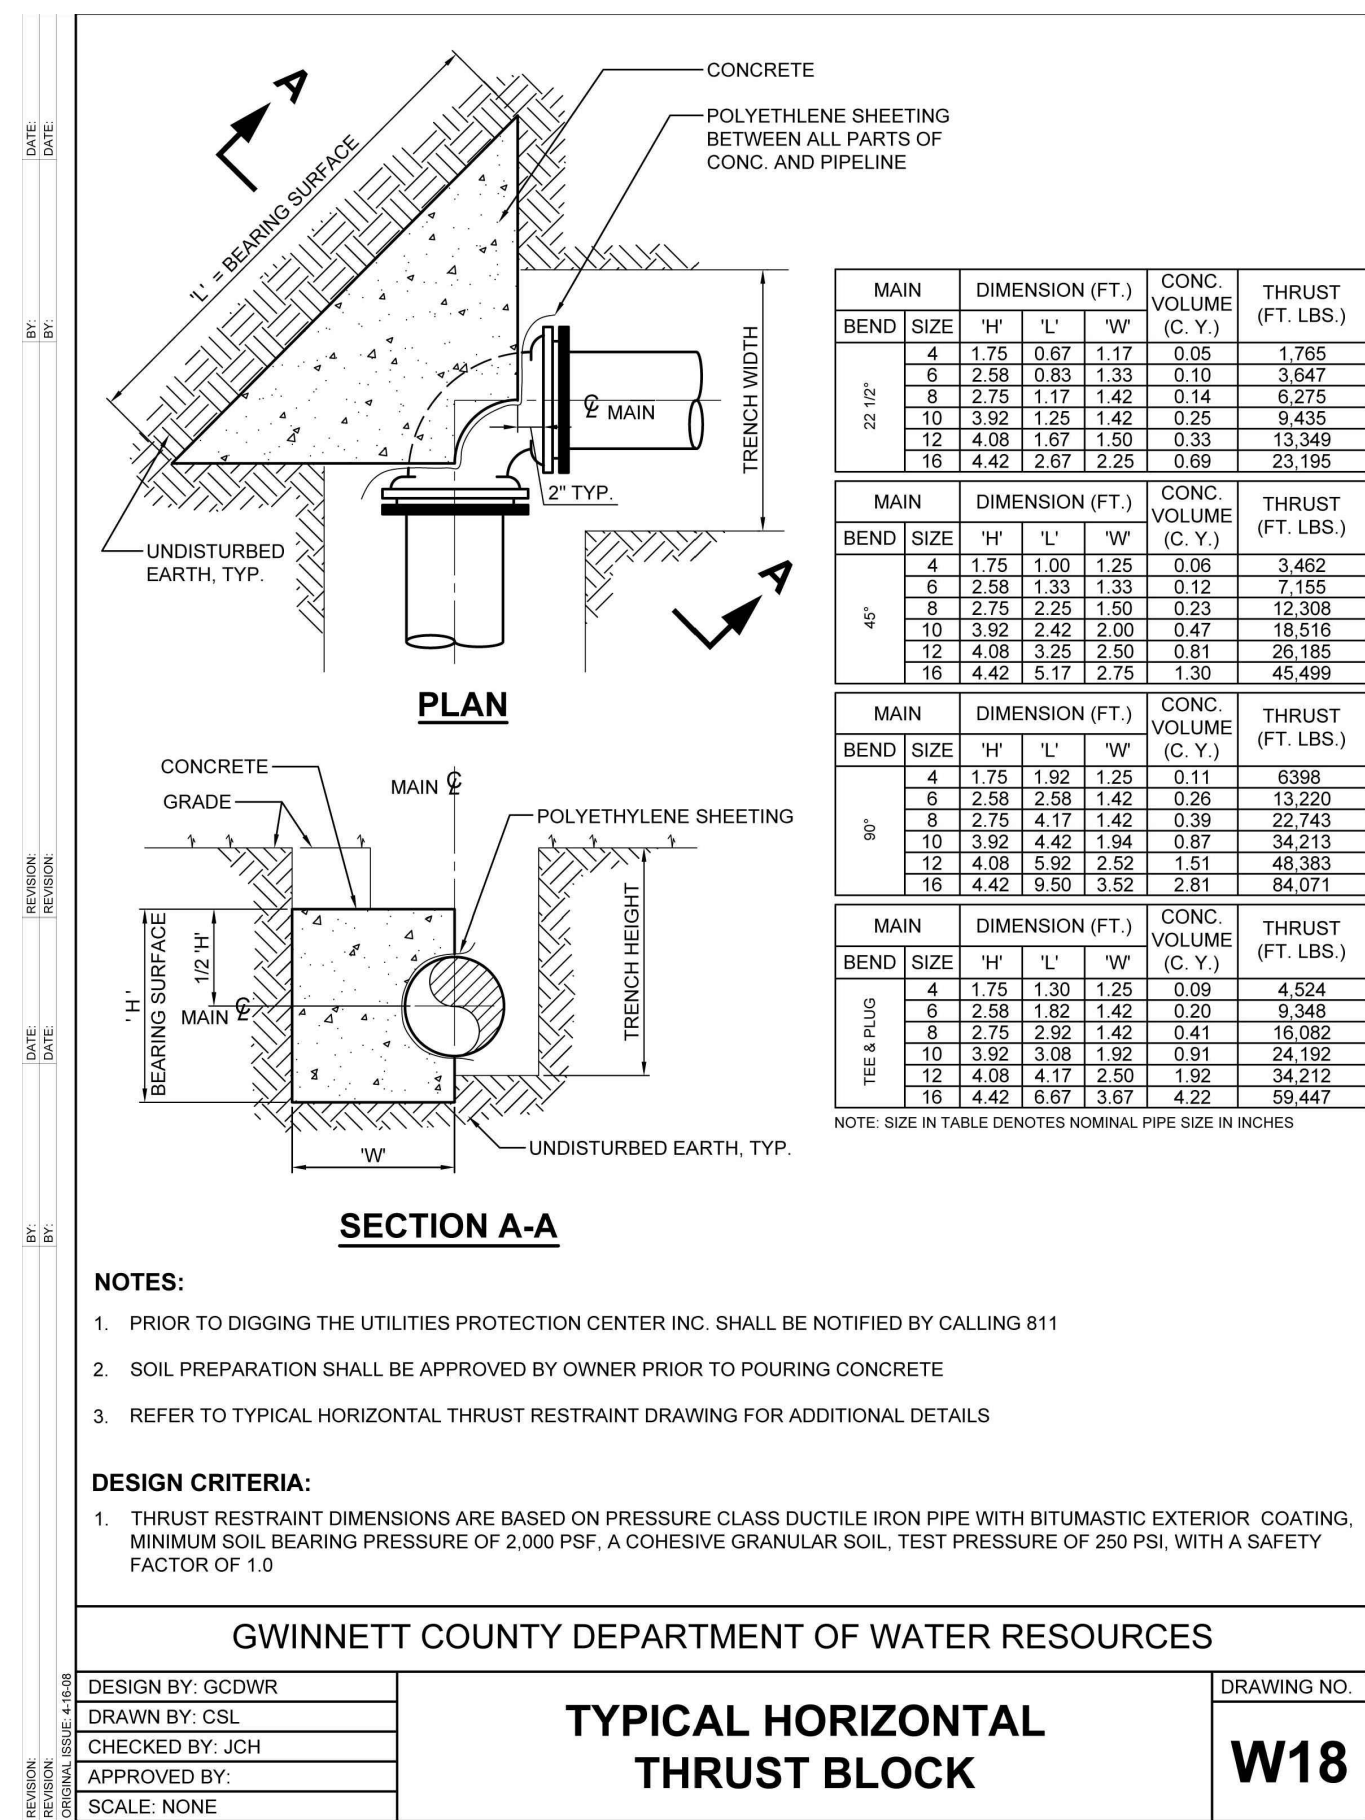 CONCRETE
POLYETHLENE SHEETING
BETWEEN ALL PARTS OF
CONC. AND PIPELINE
A
'L' = BEARING SURFACE
TRENCH WIDTH
℄ MAIN
2" TYP.
UNDISTURBED
EARTH, TYP.
A
PLAN
CONCRETE
GRADE
MAIN ℄
POLYETHYLENE SHEETING
'H'
BEARING SURFACE
1/2 'H'
MAIN ℄
TRENCH HEIGHT
'W'
UNDISTURBED EARTH, TYP.
SECTION A-A
MAIN DIMENSION (FT.) CONC. VOLUME (C. Y.) THRUST (FT. LBS.)
BEND SIZE 'H' 'L' 'W'
22 1/2°
4 1.75 0.67 1.17 0.05 1,765
6 2.58 0.83 1.33 0.10 3,647
8 2.75 1.17 1.42 0.14 6,275
10 3.92 1.25 1.42 0.25 9,435
12 4.08 1.67 1.50 0.33 13,349
16 4.42 2.67 2.25 0.69 23,195
MAIN DIMENSION (FT.) CONC. VOLUME (C. Y.) THRUST (FT. LBS.)
BEND SIZE 'H' 'L' 'W'
45°
4 1.75 1.00 1.25 0.06 3,462
6 2.58 1.33 1.33 0.12 7,155
8 2.75 2.25 1.50 0.23 12,308
10 3.92 2.42 2.00 0.47 18,516
12 4.08 3.25 2.50 0.81 26,185
16 4.42 5.17 2.75 1.30 45,499
MAIN DIMENSION (FT.) CONC. VOLUME (C. Y.) THRUST (FT. LBS.)
BEND SIZE 'H' 'L' 'W'
90°
4 1.75 1.92 1.25 0.11 6398
6 2.58 2.58 1.42 0.26 13,220
8 2.75 4.17 1.42 0.39 22,743
10 3.92 4.42 1.94 0.87 34,213
12 4.08 5.92 2.52 1.51 48,383
16 4.42 9.50 3.52 2.81 84,071
MAIN DIMENSION (FT.) CONC. VOLUME (C. Y.) THRUST (FT. LBS.)
BEND SIZE 'H' 'L' 'W'
TEE & PLUG
4 1.75 1.30 1.25 0.09 4,524
6 2.58 1.82 1.42 0.20 9,348
8 2.75 2.92 1.42 0.41 16,082
10 3.92 3.08 1.92 0.91 24,192
12 4.08 4.17 2.50 1.92 34,212
16 4.42 6.67 3.67 4.22 59,447
NOTE: SIZE IN TABLE DENOTES NOMINAL PIPE SIZE IN INCHES
NOTES:
1. PRIOR TO DIGGING THE UTILITIES PROTECTION CENTER INC. SHALL BE NOTIFIED BY CALLING 811
2. SOIL PREPARATION SHALL BE APPROVED BY OWNER PRIOR TO POURING CONCRETE
3. REFER TO TYPICAL HORIZONTAL THRUST RESTRAINT DRAWING FOR ADDITIONAL DETAILS
DESIGN CRITERIA:
1. THRUST RESTRAINT DIMENSIONS ARE BASED ON PRESSURE CLASS DUCTILE IRON PIPE WITH BITUMASTIC EXTERIOR COATING,
MINIMUM SOIL BEARING PRESSURE OF 2,000 PSF, A COHESIVE GRANULAR SOIL, TEST PRESSURE OF 250 PSI, WITH A SAFETY
FACTOR OF 1.0
GWINNETT COUNTY DEPARTMENT OF WATER RESOURCES
DESIGN BY: GCDWR
DRAWN BY: CSL
CHECKED BY: JCH
APPROVED BY:
SCALE: NONE
TYPICAL HORIZONTAL
THRUST BLOCK
DRAWING NO.
W18
REVISION: BY: DATE: REVISION: BY: DATE:
REVISION: BY: DATE: REVISION: BY: DATE:
ORIGINAL ISSUE: 4-16-08